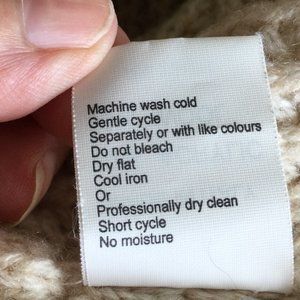 Machine wash cold
Gentle cycle
Separately or with like colours
Do not bleach
Dry flat
Cool iron
Or
Professionally dry clean
Short cycle
No moisture